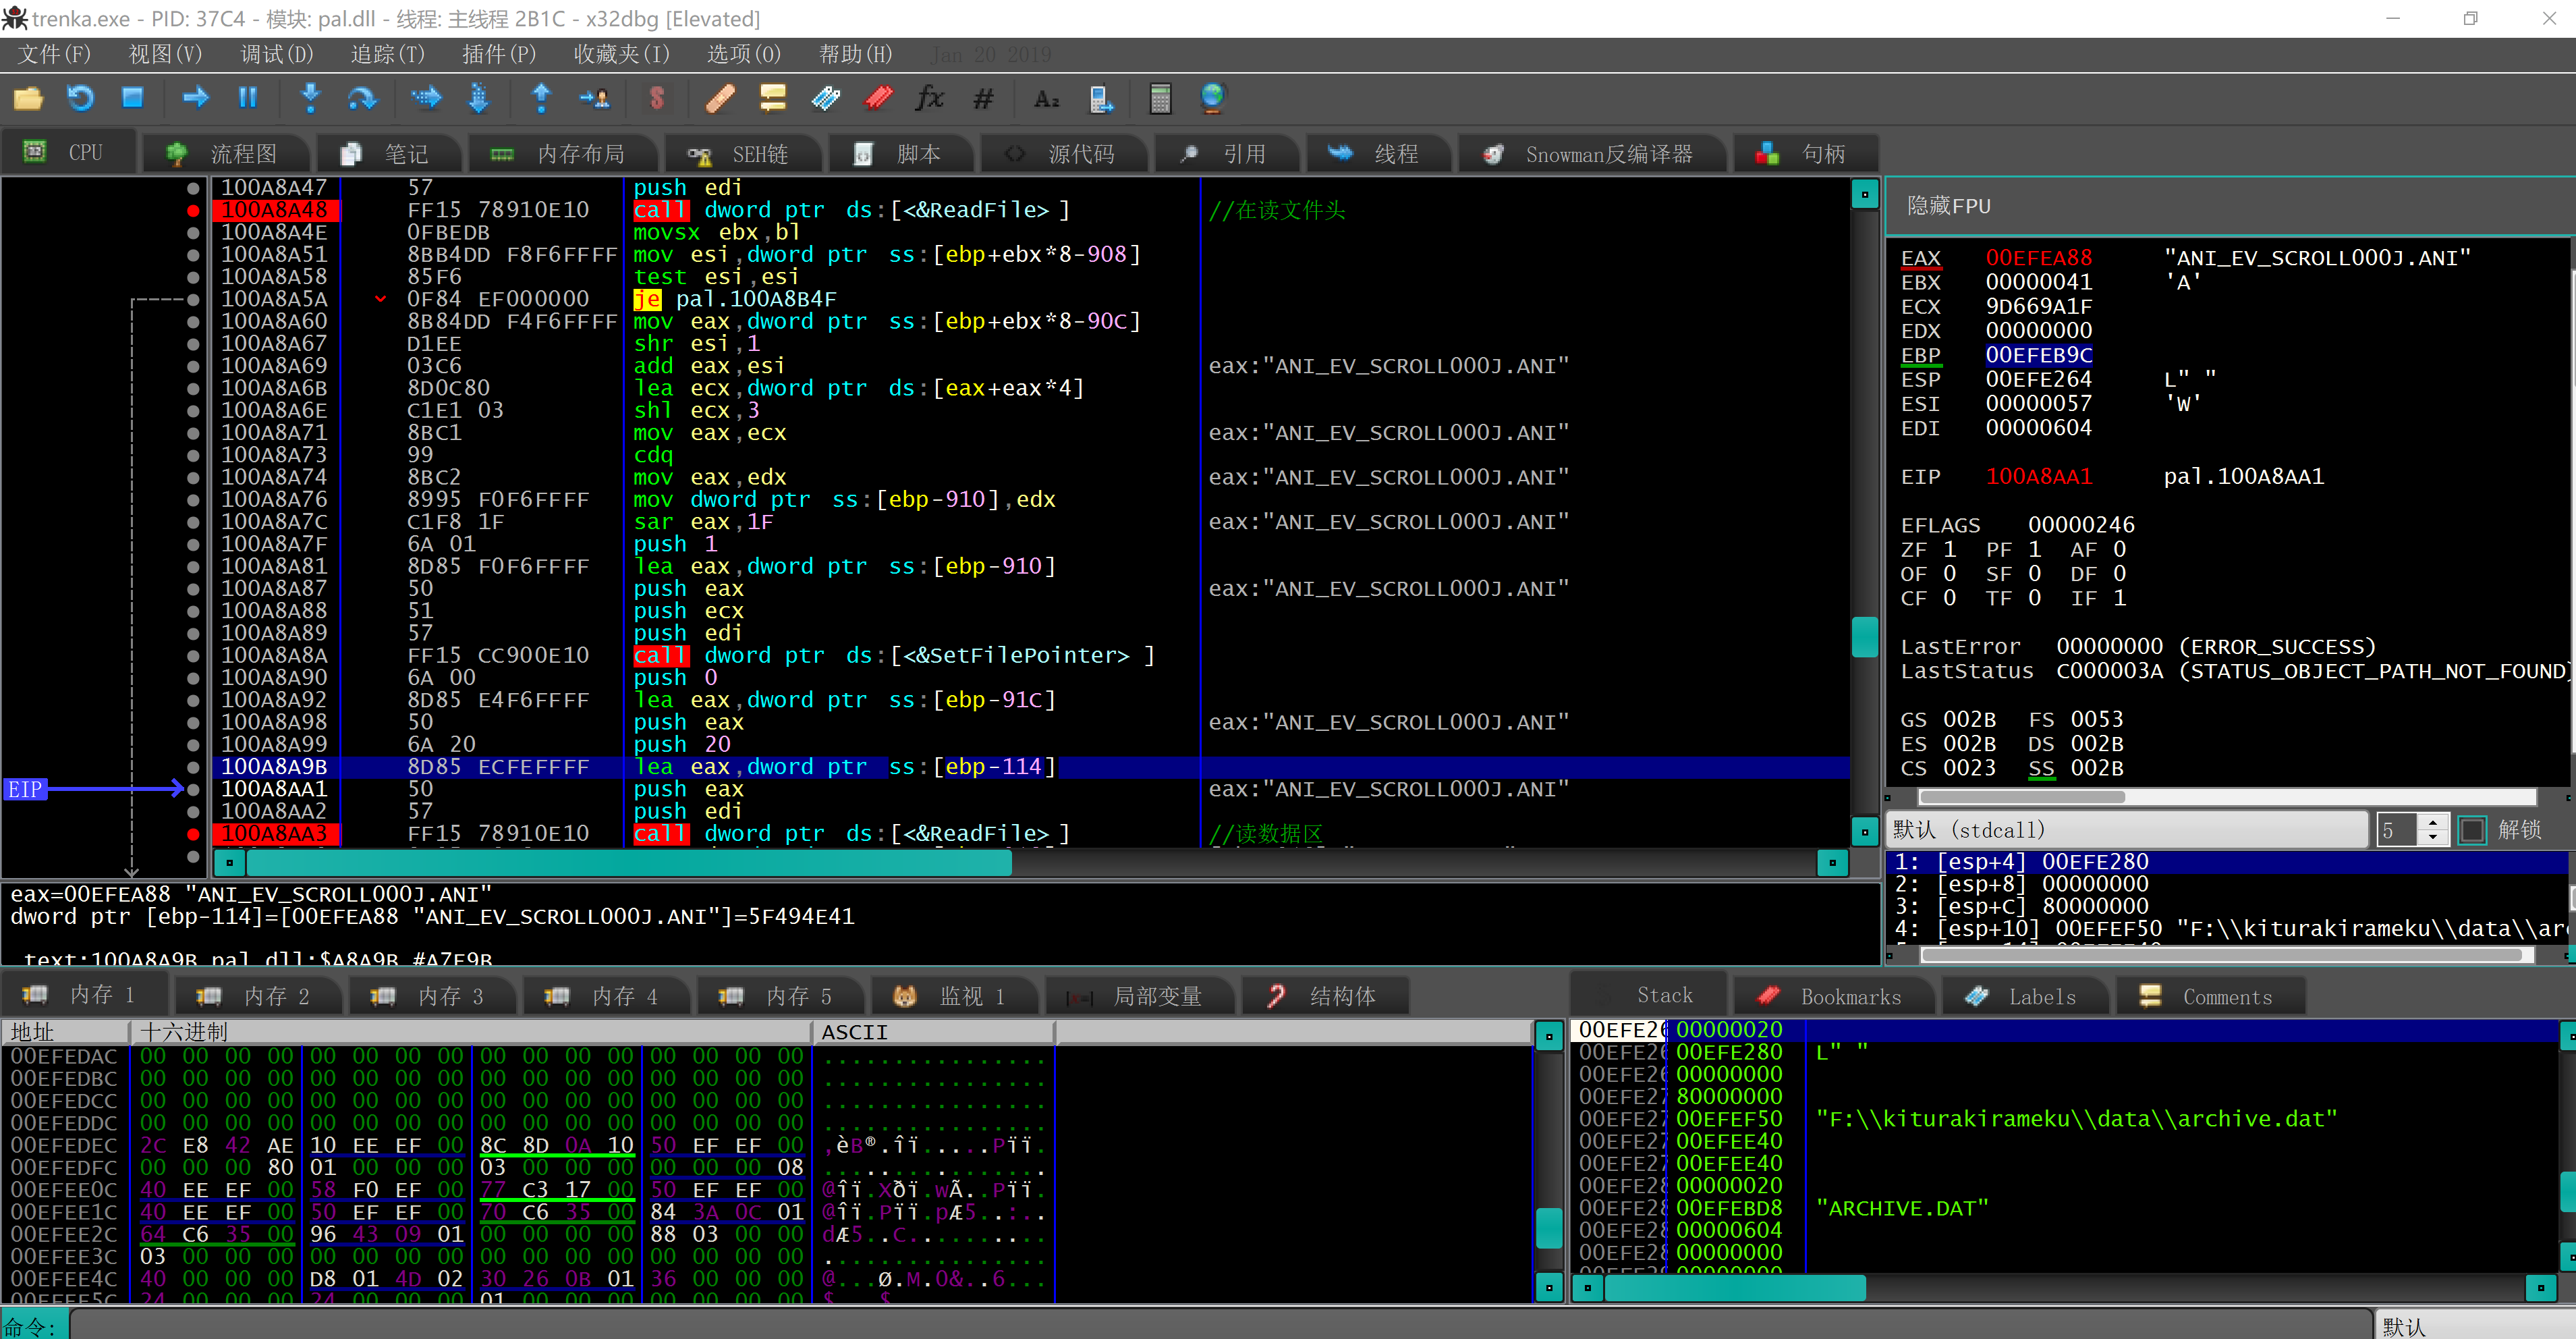 trenka.exe - PID: 37C4 - 模块: pal.dll - 线程: 主线程 2B1C - x32dbg [Elevated]
文件(F) 视图(V) 调试(D) 追踪(T) 插件(P) 收藏夹(I) 选项(O) 帮助(H) Jan 20 2019
CPU 流程图 笔记 内存布局 SEH链 脚本 源代码 引用 线程 Snowman反编译器 句柄
100A8A47 57 push edi
100A8A48 FF15 78910E10 call dword ptr ds:[<&ReadFile>] //在读文件头
100A8A4E 0FBEDB movsx ebx,bl
100A8A51 8BB4DD F8F6FFFF mov esi,dword ptr ss:[ebp+ebx*8-908]
100A8A58 85F6 test esi,esi
100A8A5A 0F84 EF000000 je pal.100A8B4F
100A8A60 8B84DD F4F6FFFF mov eax,dword ptr ss:[ebp+ebx*8-90C]
100A8A67 D1EE shr esi,1
100A8A69 03C6 add eax,esi eax:"ANI_EV_SCROLL000J.ANI"
100A8A6B 8D0C80 lea ecx,dword ptr ds:[eax+eax*4]
100A8A6E C1E1 03 shl ecx,3
100A8A71 8BC1 mov eax,ecx eax:"ANI_EV_SCROLL000J.ANI"
100A8A73 99 cdq
100A8A74 8BC2 mov eax,edx eax:"ANI_EV_SCROLL000J.ANI"
100A8A76 8995 F0F6FFFF mov dword ptr ss:[ebp-910],edx
100A8A7C C1F8 1F sar eax,1F eax:"ANI_EV_SCROLL000J.ANI"
100A8A7F 6A 01 push 1
100A8A81 8D85 F0F6FFFF lea eax,dword ptr ss:[ebp-910]
100A8A87 50 push eax eax:"ANI_EV_SCROLL000J.ANI"
100A8A88 51 push ecx
100A8A89 57 push edi
100A8A8A FF15 CC900E10 call dword ptr ds:[<&SetFilePointer>]
100A8A90 6A 00 push 0
100A8A92 8D85 E4F6FFFF lea eax,dword ptr ss:[ebp-91C]
100A8A98 50 push eax eax:"ANI_EV_SCROLL000J.ANI"
100A8A99 6A 20 push 20
100A8A9B 8D85 ECFEFFFF lea eax,dword ptr ss:[ebp-114]
EIP 100A8AA1 50 push eax eax:"ANI_EV_SCROLL000J.ANI"
100A8AA2 57 push edi
100A8AA3 FF15 78910E10 call dword ptr ds:[<&ReadFile>] //读数据区
隐藏FPU
EAX 00EFEA88 "ANI_EV_SCROLL000J.ANI"
EBX 00000041 'A'
ECX 9D669A1F
EDX 00000000
EBP 00EFEB9C
ESP 00EFE264 L" "
ESI 00000057 'W'
EDI 00000604
EIP 100A8AA1 pal.100A8AA1
EFLAGS 00000246
ZF 1 PF 1 AF 0
OF 0 SF 0 DF 0
CF 0 TF 0 IF 1
LastError 00000000 (ERROR_SUCCESS)
LastStatus C000003A (STATUS_OBJECT_PATH_NOT_FOUND)
GS 002B FS 0053
ES 002B DS 002B
CS 0023 SS 002B
默认 (stdcall) 5 解锁
1: [esp+4] 00EFE280
2: [esp+8] 00000000
3: [esp+C] 80000000
4: [esp+10] 00EFEF50 "F:\\kiturakirameku\\data\\arc
eax=00EFEA88 "ANI_EV_SCROLL000J.ANI"
dword ptr [ebp-114]=[00EFEA88 "ANI_EV_SCROLL000J.ANI"]=5F494E41
.text:100A8A9B pal.dll:$A8A9B #A7E9B
内存 1 内存 2 内存 3 内存 4 内存 5 监视 1 局部变量 结构体
地址 十六进制 ASCII
00EFEDAC 00 00 00 00 00 00 00 00 00 00 00 00 00 00 00 00 ................
00EFEDBC 00 00 00 00 00 00 00 00 00 00 00 00 00 00 00 00 ................
00EFEDCC 00 00 00 00 00 00 00 00 00 00 00 00 00 00 00 00 ................
00EFEDDC 00 00 00 00 00 00 00 00 00 00 00 00 00 00 00 00 ................
00EFEDEC 2C E8 42 AE 10 EE EF 00 8C 8D 0A 10 50 EF EF 00 ,èB®.îï.....Pïï.
00EFEDFC 00 00 00 80 01 00 00 00 03 00 00 00 00 00 00 08 ................
00EFEE0C 40 EE EF 00 58 F0 EF 00 77 C3 17 00 50 EF EF 00 @îï.Xðï.wÃ..Pïï.
00EFEE1C 40 EE EF 00 50 EF EF 00 70 C6 35 00 84 3A 0C 01 @îï.Pïï.pÆ5..:..
00EFEE2C 64 C6 35 00 96 43 09 01 00 00 00 00 88 03 00 00 dÆ5..C..........
00EFEE3C 03 00 00 00 00 00 00 00 00 00 00 00 00 00 00 00 ................
00EFEE4C 40 00 00 00 D8 01 4D 02 30 26 0B 01 36 00 00 00 @...Ø.M.0&..6...
00EFEE5C 24 00 00 00 24 00 00 00 01 00 00 00 00 00 00 00 $...$
Stack Bookmarks Labels Comments
00EFE26 00000020
00EFE26 00EFE280 L" "
00EFE26 00000000
00EFE27 80000000
00EFE27 00EFEF50 "F:\\kiturakirameku\\data\\archive.dat"
00EFE27 00EFEE40
00EFE27 00EFEE40
00EFE28 00000020
00EFE28 00EFEBD8 "ARCHIVE.DAT"
00EFE28 00000604
00EFE28 00000000
命令: 默认